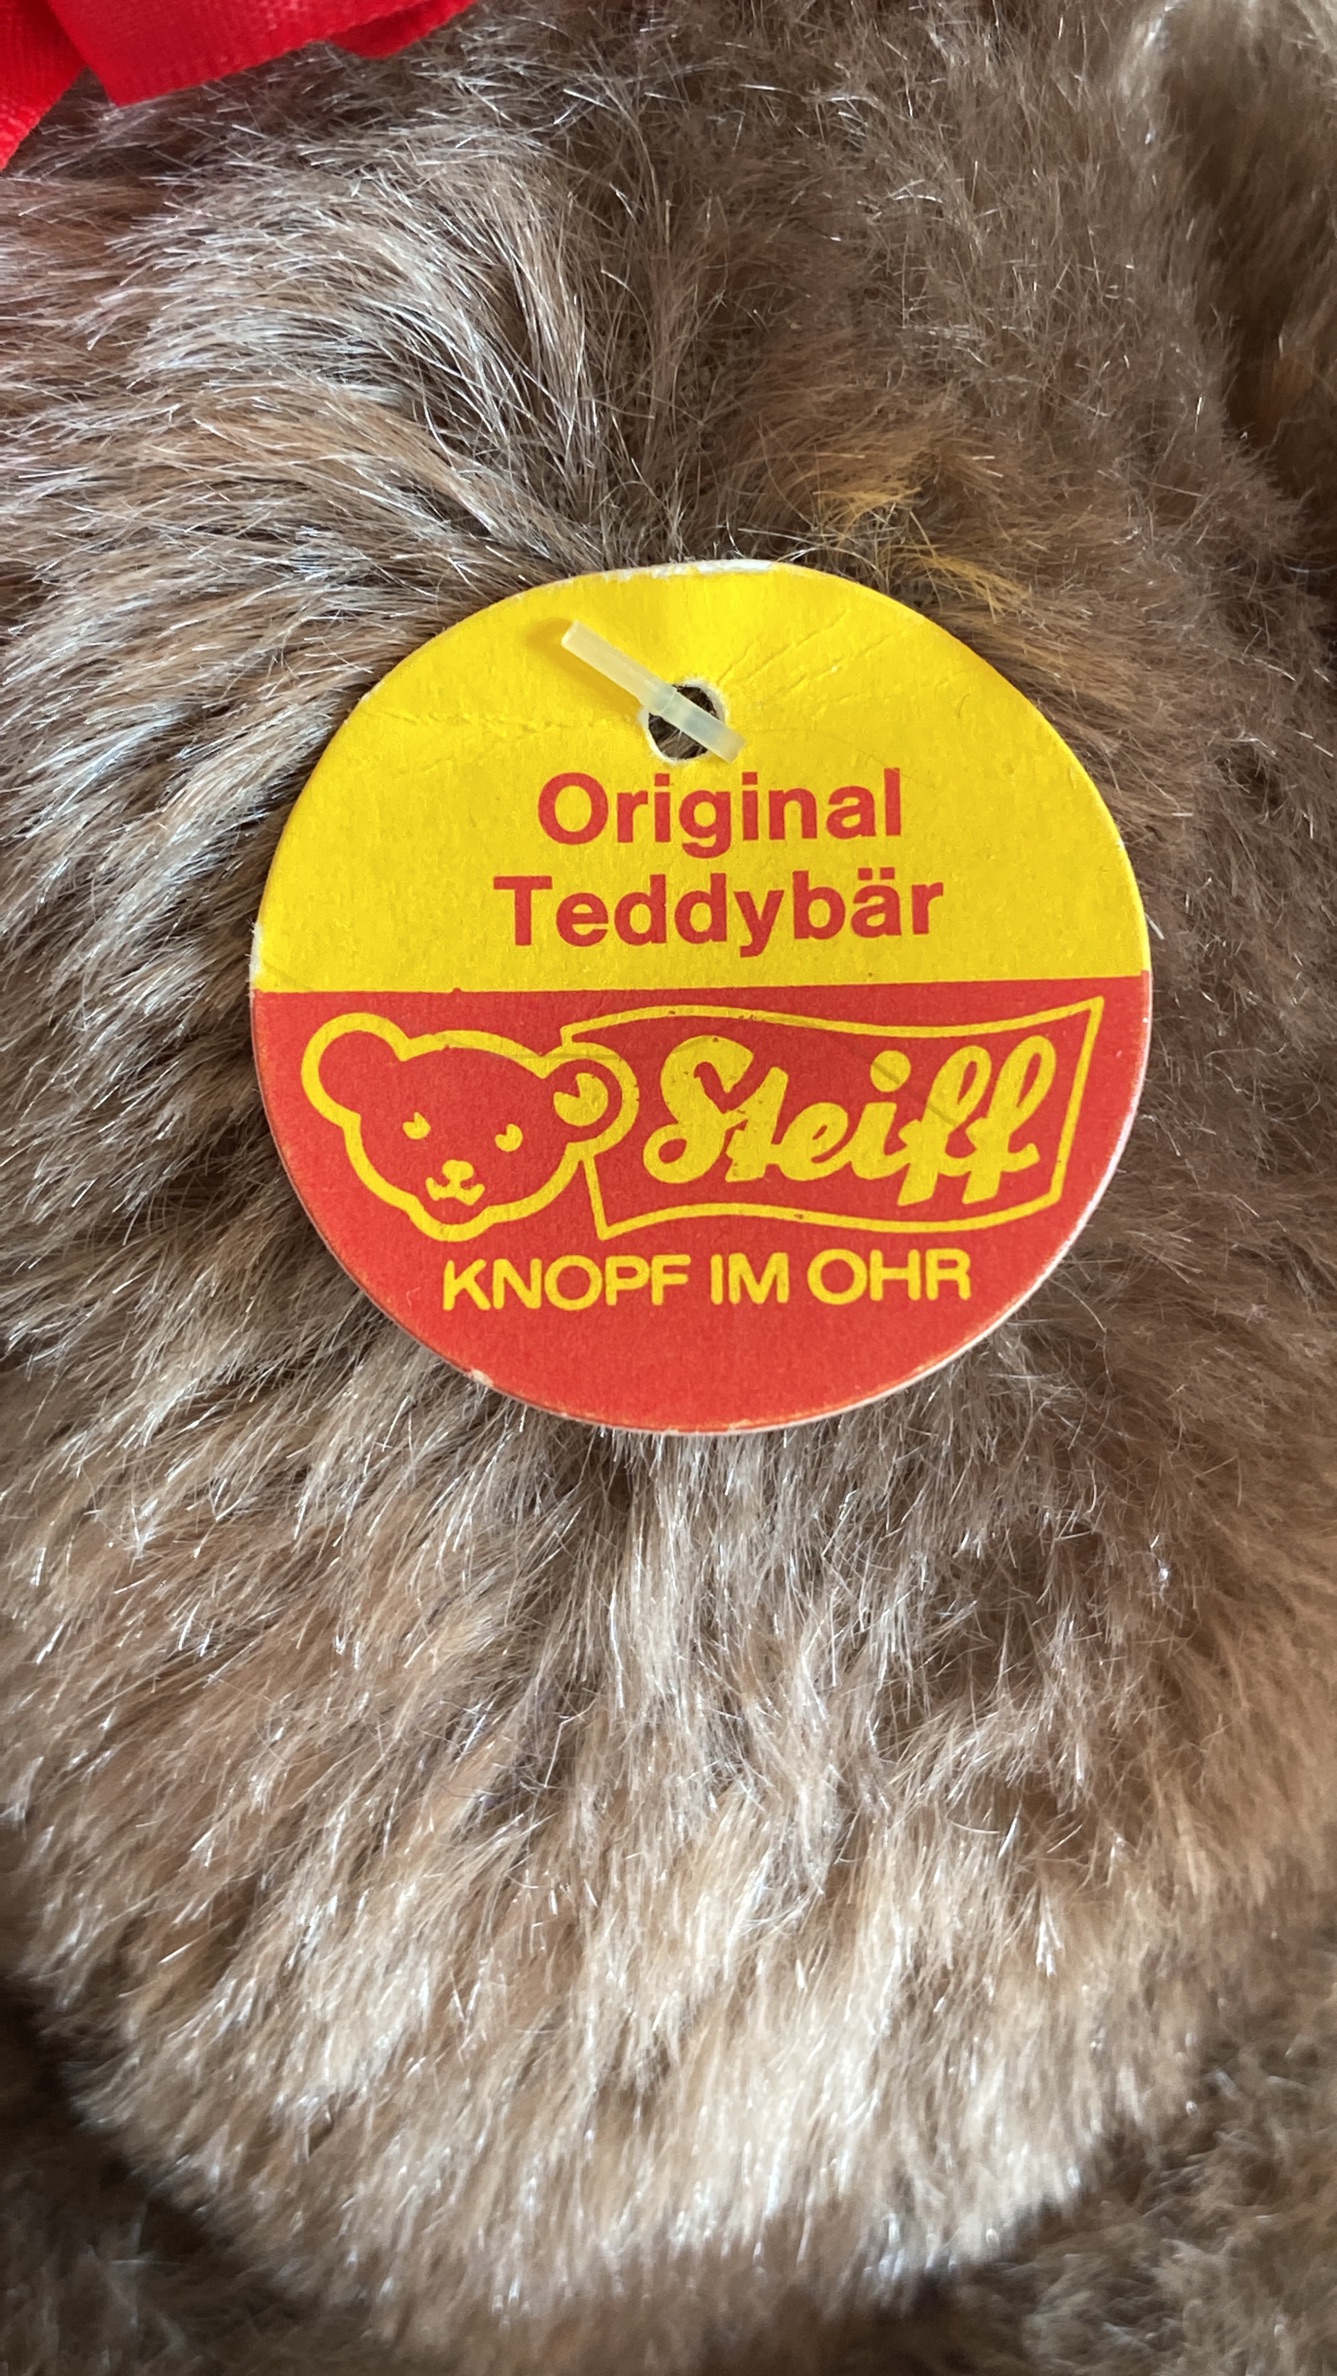 Original
Teddybär
Steiff
KNOPF IM OHR